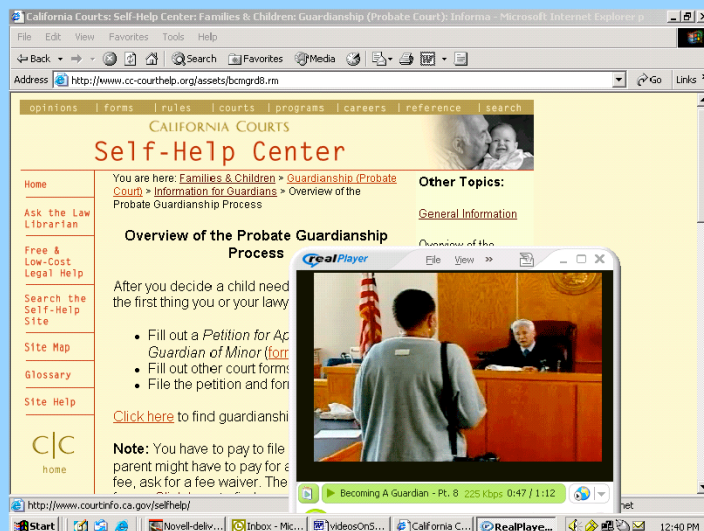 California Courts: Self-Help Center: Families & Children: Guardianship (Probate Court): Informa - Microsoft Internet Explorer p
File Edit View Favorites Tools Help
Back Search Favorites Media
Address http://www.cc-courthelp.org/assets/bcmgrd8.rm Go Links
opinions | forms | rules | courts | programs | careers | reference | search
CALIFORNIA COURTS
Self-Help Center
Home
Ask the Law
Librarian
Free &
Low-Cost
Legal Help
Search the
Self-Help
Site
Site Map
Glossary
Site Help
C|C
home
You are here: Families & Children > Guardianship (Probate
Court) > Information for Guardians > Overview of the
Probate Guardianship Process
Overview of the Probate Guardianship
Process
After you decide a child need
the first thing you or your lawy
• Fill out a Petition for Ap
Guardian of Minor (forr
• Fill out other court forms
• File the petition and forr
Click here to find guardianshi
Note: You have to pay to file
parent might have to pay for a
fee, ask for a fee waiver. The
Other Topics:
General Information
Overview of the
realPlayer File View »
Becoming A Guardian - Pt. 8 225 Kbps 0:47 / 1:12
http://www.courtinfo.ca.gov/selfhelp/ net
Start Novell-deliv... Inbox - Mic... videosOnS... California C... RealPlaye... 12:40 PM